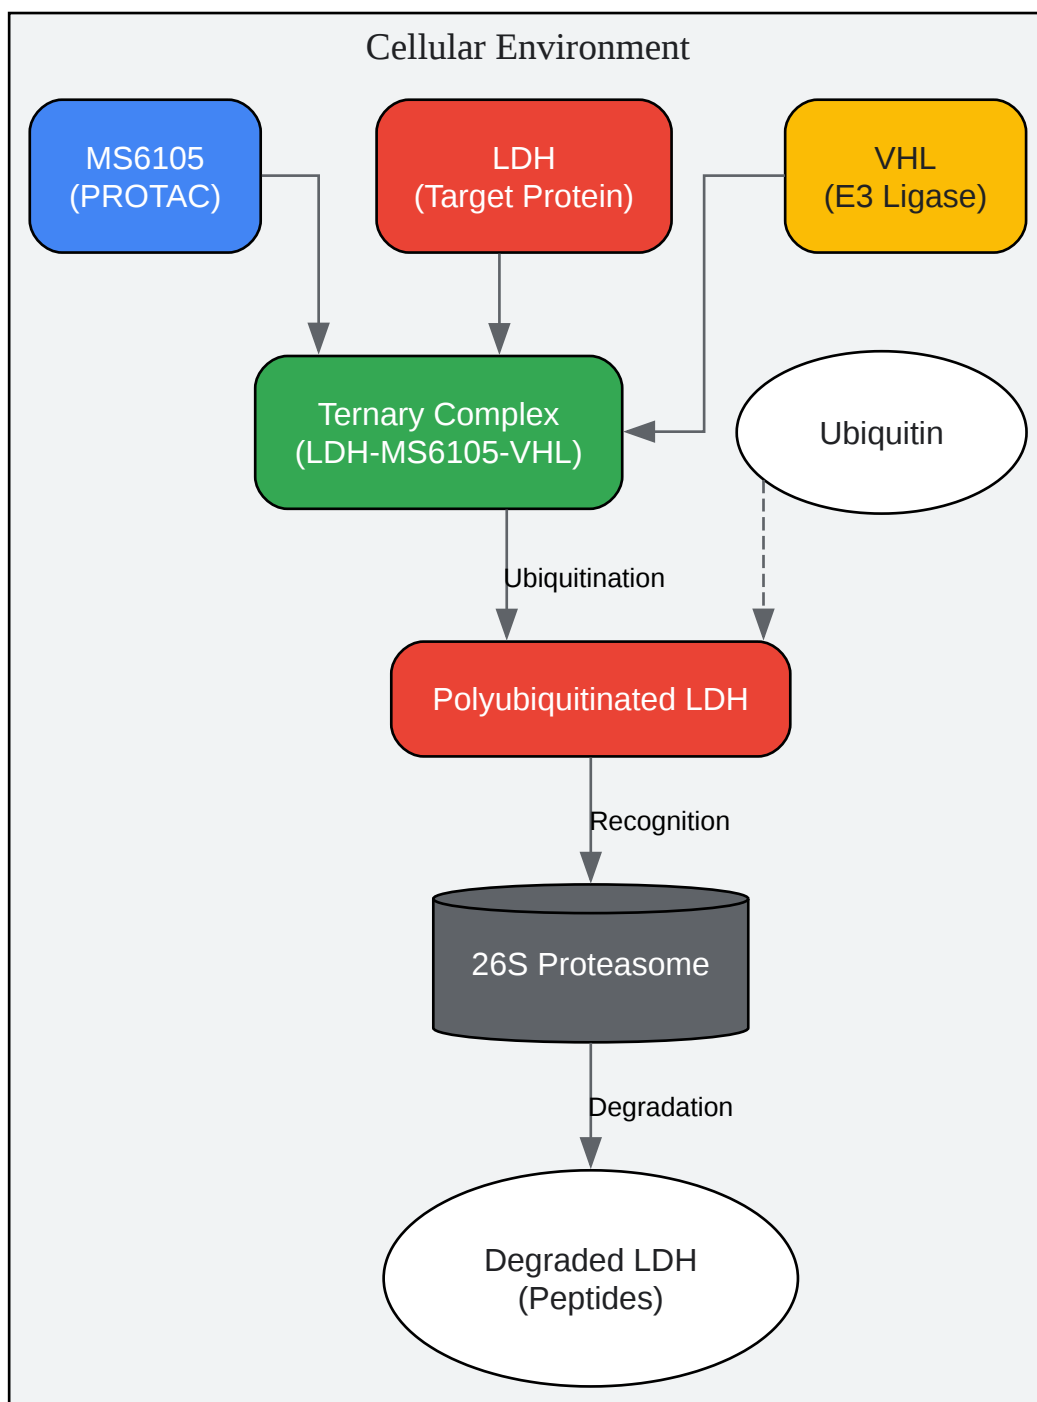 Cellular Environment
MS6105
(PROTAC)
LDH
(Target Protein)
VHL
(E3 Ligase)
Ternary Complex
(LDH-MS6105-VHL)
Ubiquitin
Ubiquitination
Polyubiquitinated LDH
Recognition
26S Proteasome
Degradation
Degraded LDH
(Peptides)